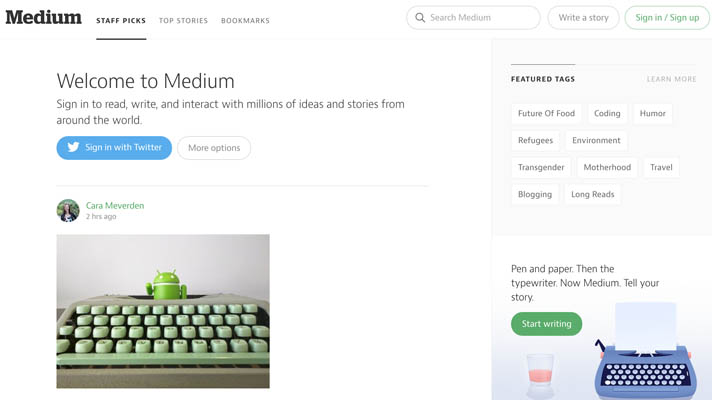 Medium
STAFF PICKS
TOP STORIES
BOOKMARKS
Search Medium
Write a story
Sign in / Sign up
Welcome to Medium
Sign in to read, write, and interact with millions of ideas and stories from
around the world.
Sign in with Twitter
More options
Cara Meverden
2 hrs ago
FEATURED TAGS
LEARN MORE
Future Of Food
Coding
Humor
Refugees
Environment
Transgender
Motherhood
Travel
Blogging
Long Reads
Pen and paper. Then the
typewriter. Now Medium. Tell your
story.
Start writing